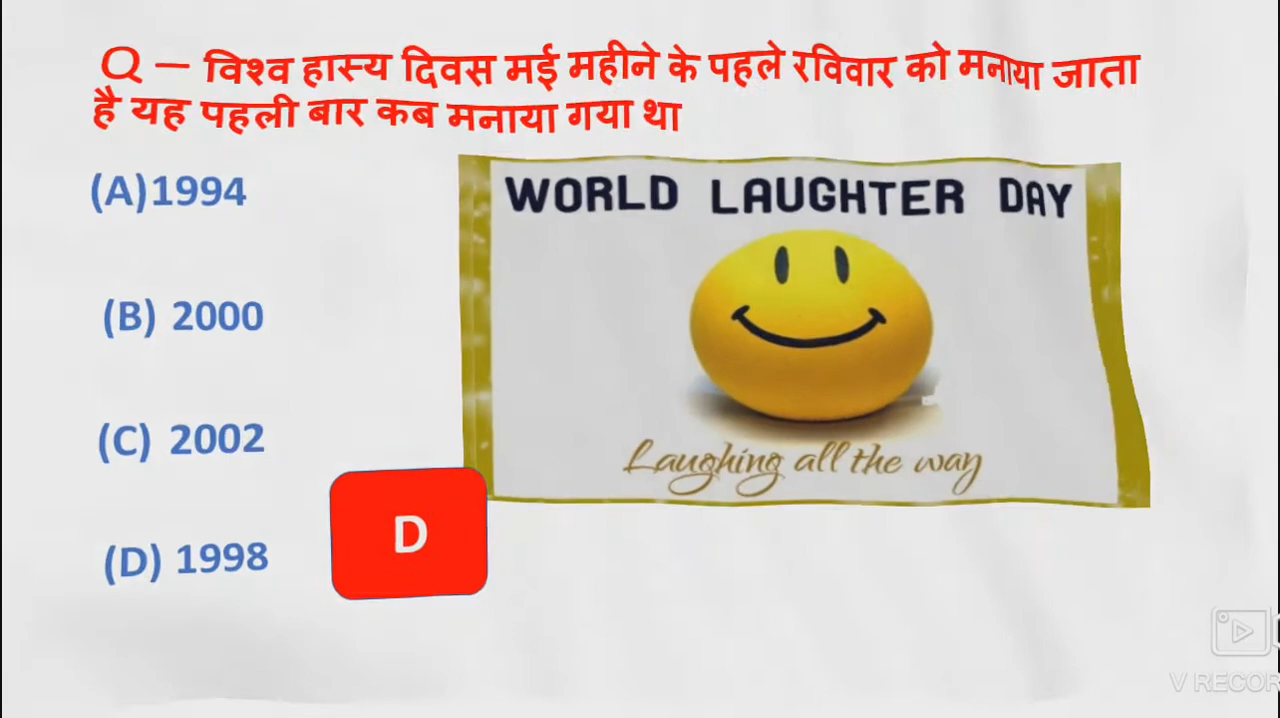 Q – विश्व हास्य दिवस मई महीने के पहले रविवार को मनाया जाता
है यह पहली बार कब मनाया गया था
(A)1994
WORLD LAUGHTER DAY
(B) 2000
(C) 2002
Laughing all the way
D
(D) 1998
V RECOR